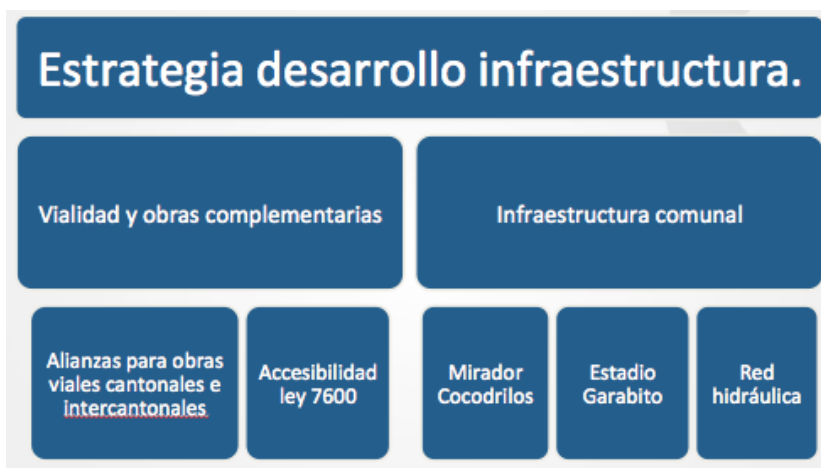 Estrategia desarrollo infraestructura.
Vialidad y obras complementarias
Infraestructura comunal
Alianzas para obras
viales cantonales e
intercantonales
Accesibilidad
ley 7600
Mirador
Cocodrilos
Estadio
Garabito
Red
hidráulica